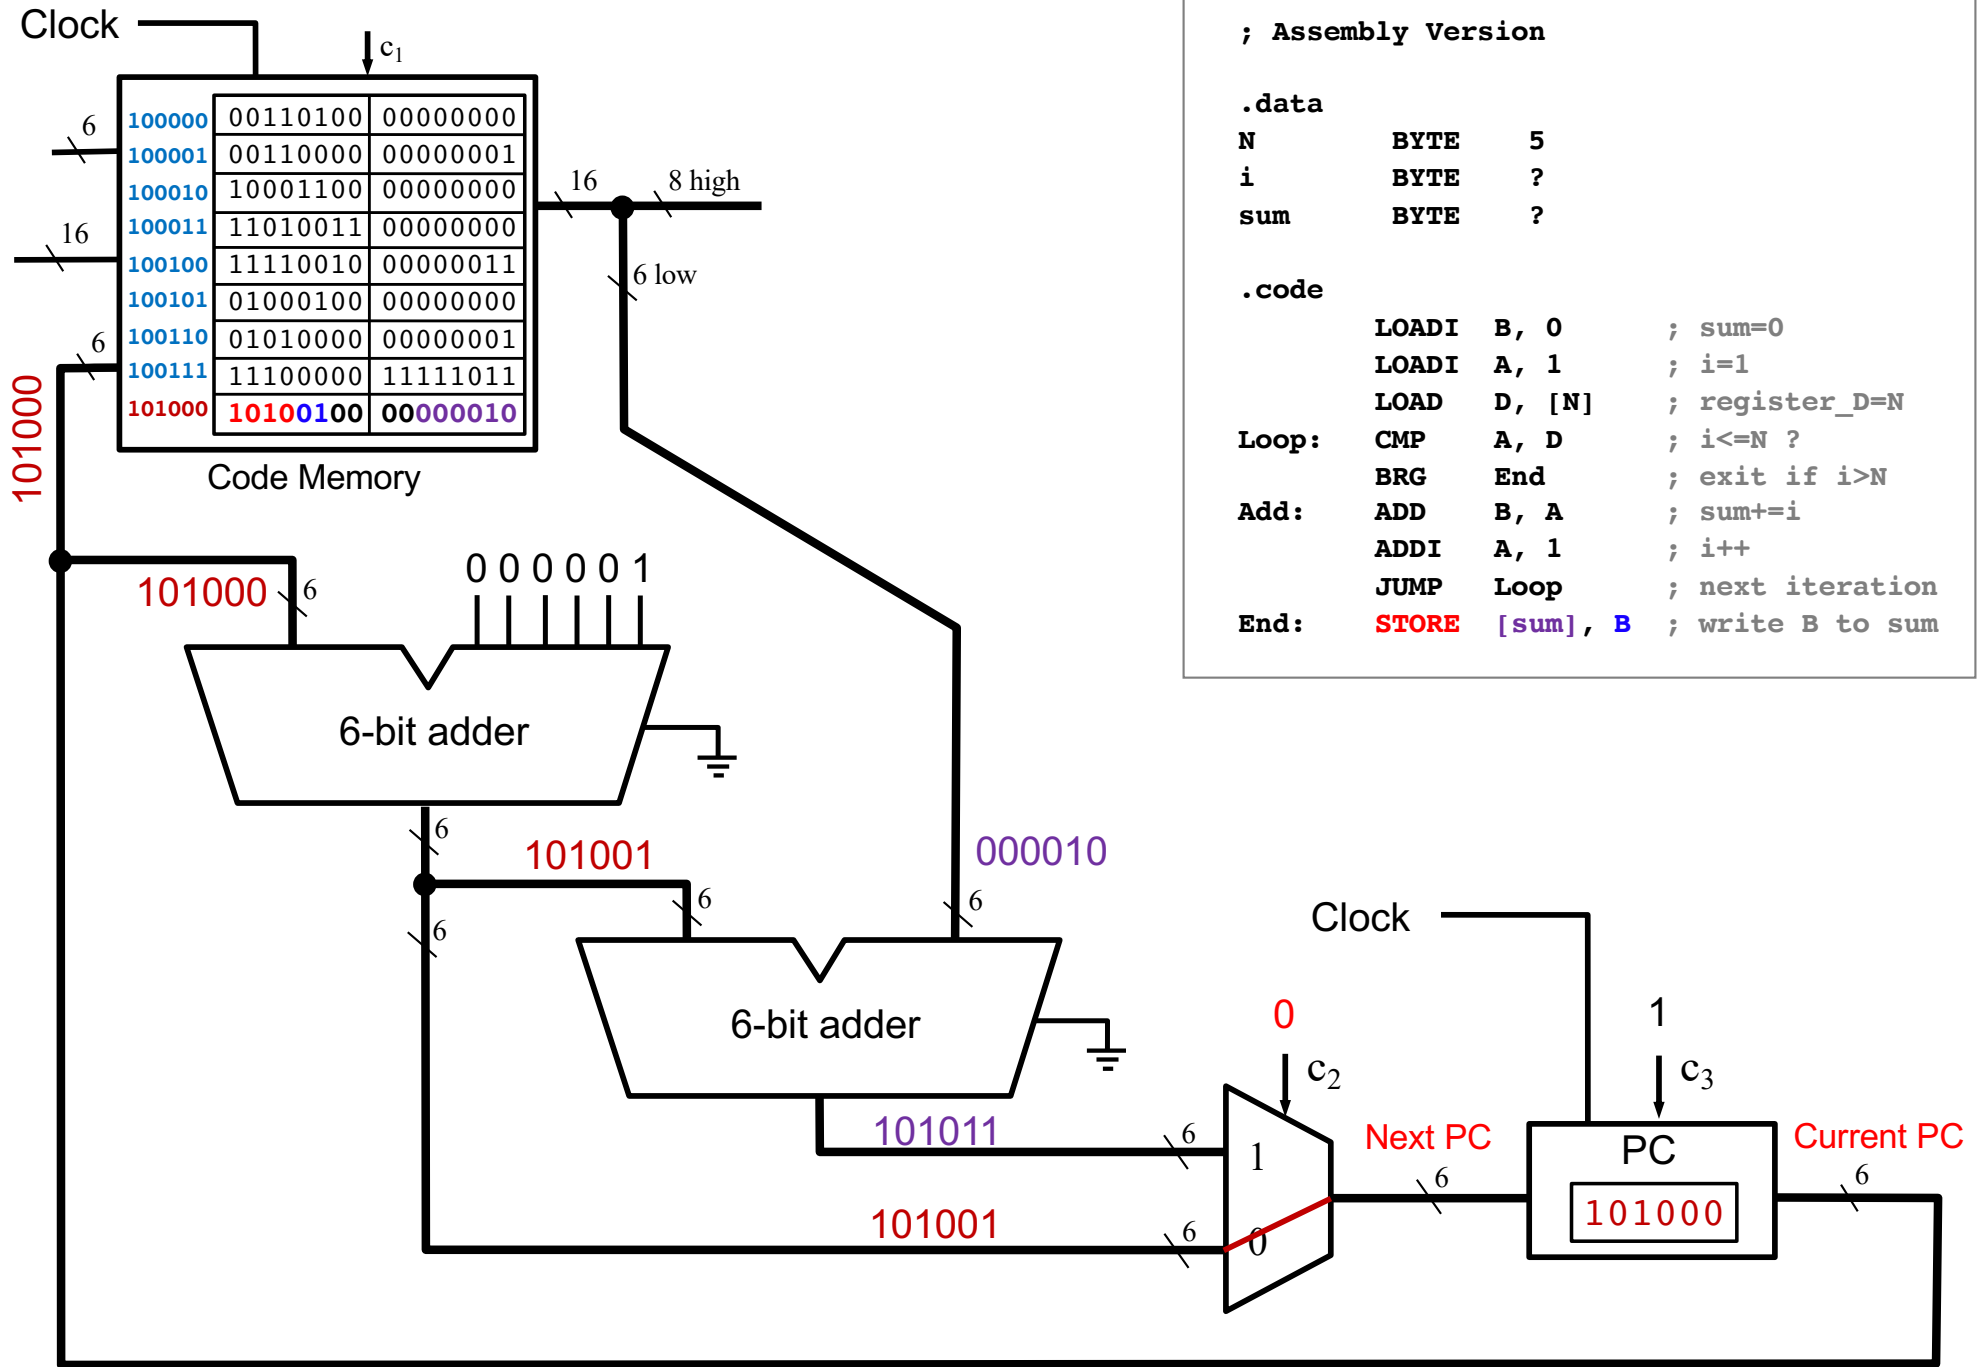 Clock
c1
6
16
6
100000 00110100 00000000
100001 00110000 00000001
100010 10001100 00000000
100011 11010011 00000000
100100 11110010 00000011
100101 01000100 00000000
100110 01010000 00000001
100111 11100000 11111011
101000 10100100 00000010
Code Memory
16
8 high
6 low
101000
; Assembly Version
.data
N BYTE 5
i BYTE ?
sum BYTE ?
.code
LOADI B, 0 ; sum=0
LOADI A, 1 ; i=1
LOAD D, [N] ; register_D=N
Loop: CMP A, D ; i<=N ?
BRG End ; exit if i>N
Add: ADD B, A ; sum+=i
ADDI A, 1 ; i++
JUMP Loop ; next iteration
End: STORE [sum], B ; write B to sum
101000
6
0 0 0 0 0 1
6-bit adder
6
101001
6
6
000010
6
6-bit adder
101011
6
101001
6
0
c2
1
0
Next PC
6
Clock
1
c3
PC
101000
Current PC
6